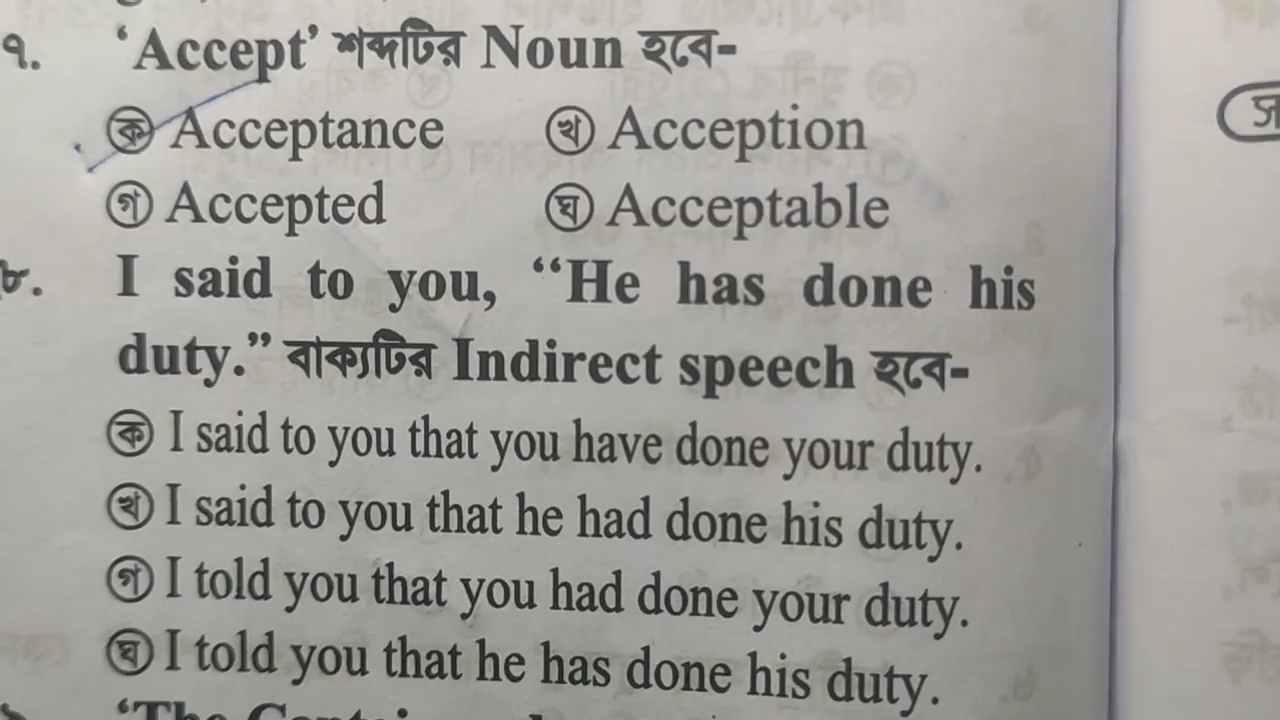 ৭. ‘Accept’ শব্দটির Noun হবে-
ক Acceptance খ Acception
গ Accepted ঘ Acceptable
৮. I said to you, “He has done his
duty.” বাক্যটির Indirect speech হবে-
ক I said to you that you have done your duty.
খ I said to you that he had done his duty.
গ I told you that you had done your duty.
ঘ I told you that he has done his duty.
‘The